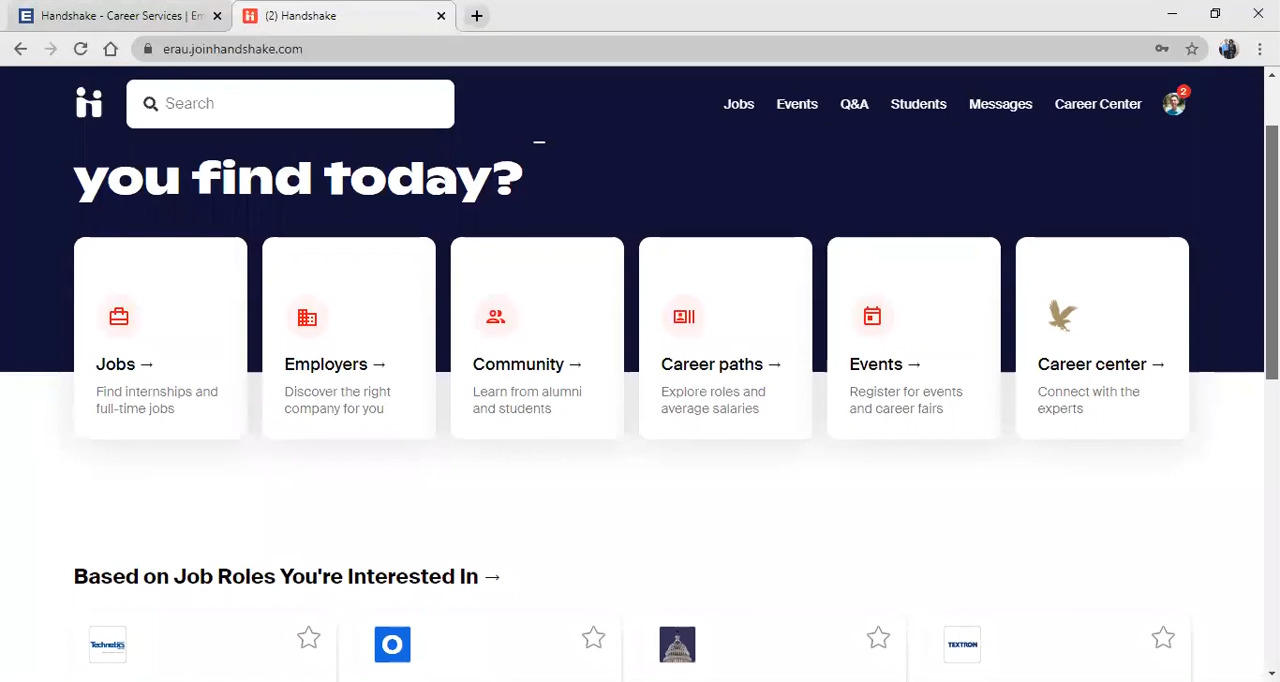 Handshake - Career Services | Em
(2) Handshake
erau.joinhandshake.com
Search
Jobs
Events
Q&A
Students
Messages
Career Center
2
you find today?
Jobs →
Find internships and
full-time jobs
Employers →
Discover the right
company for you
Community →
Learn from alumni
and students
Career paths →
Explore roles and
average salaries
Events →
Register for events
and career fairs
Career center →
Connect with the
experts
Based on Job Roles You're Interested In →
Technetics
TEXTRON